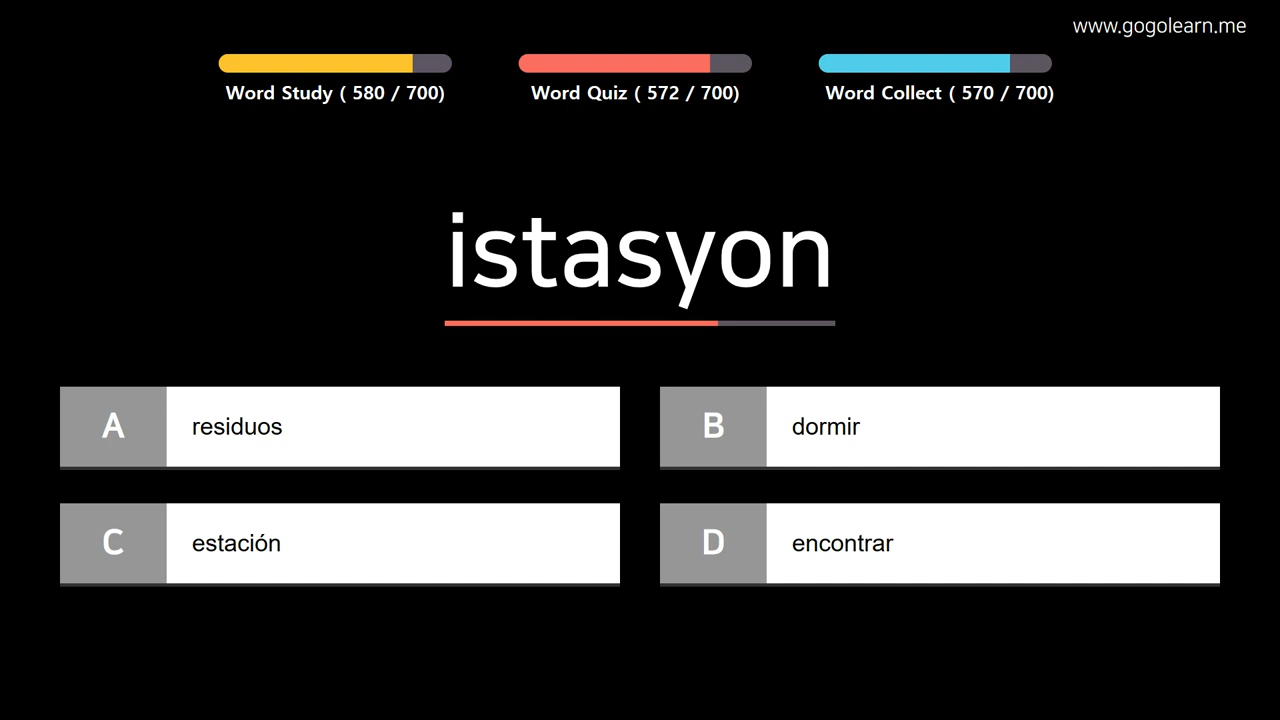 www.gogolearn.me
Word Study ( 580 / 700)
Word Quiz ( 572 / 700)
Word Collect ( 570 / 700)
istasyon
A residuos
B dormir
C estación
D encontrar